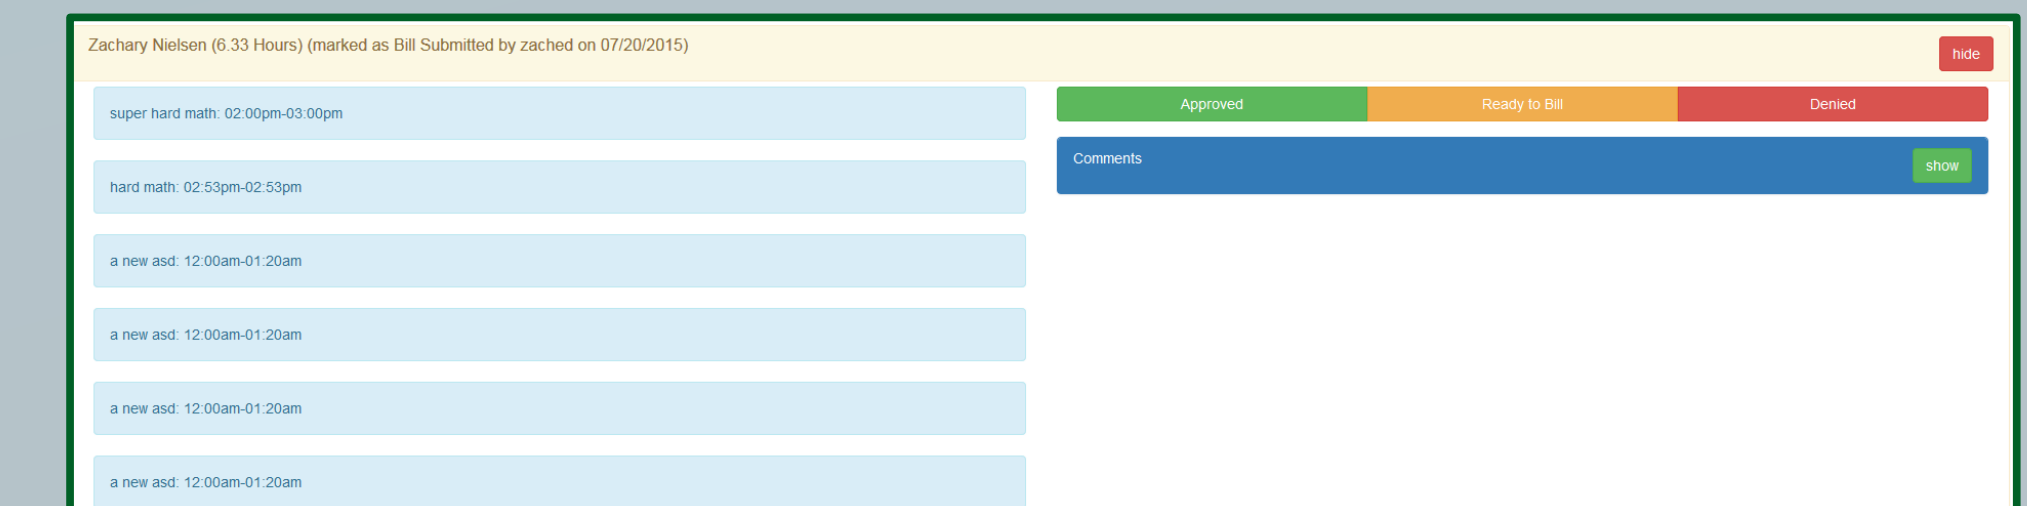 Zachary Nielsen (6.33 Hours) (marked as Bill Submitted by zached on 07/20/2015)
hide
super hard math: 02:00pm-03:00pm
hard math: 02:53pm-02:53pm
a new asd: 12:00am-01:20am
a new asd: 12:00am-01:20am
a new asd: 12:00am-01:20am
a new asd: 12:00am-01:20am
Approved
Ready to Bill
Denied
Comments
show